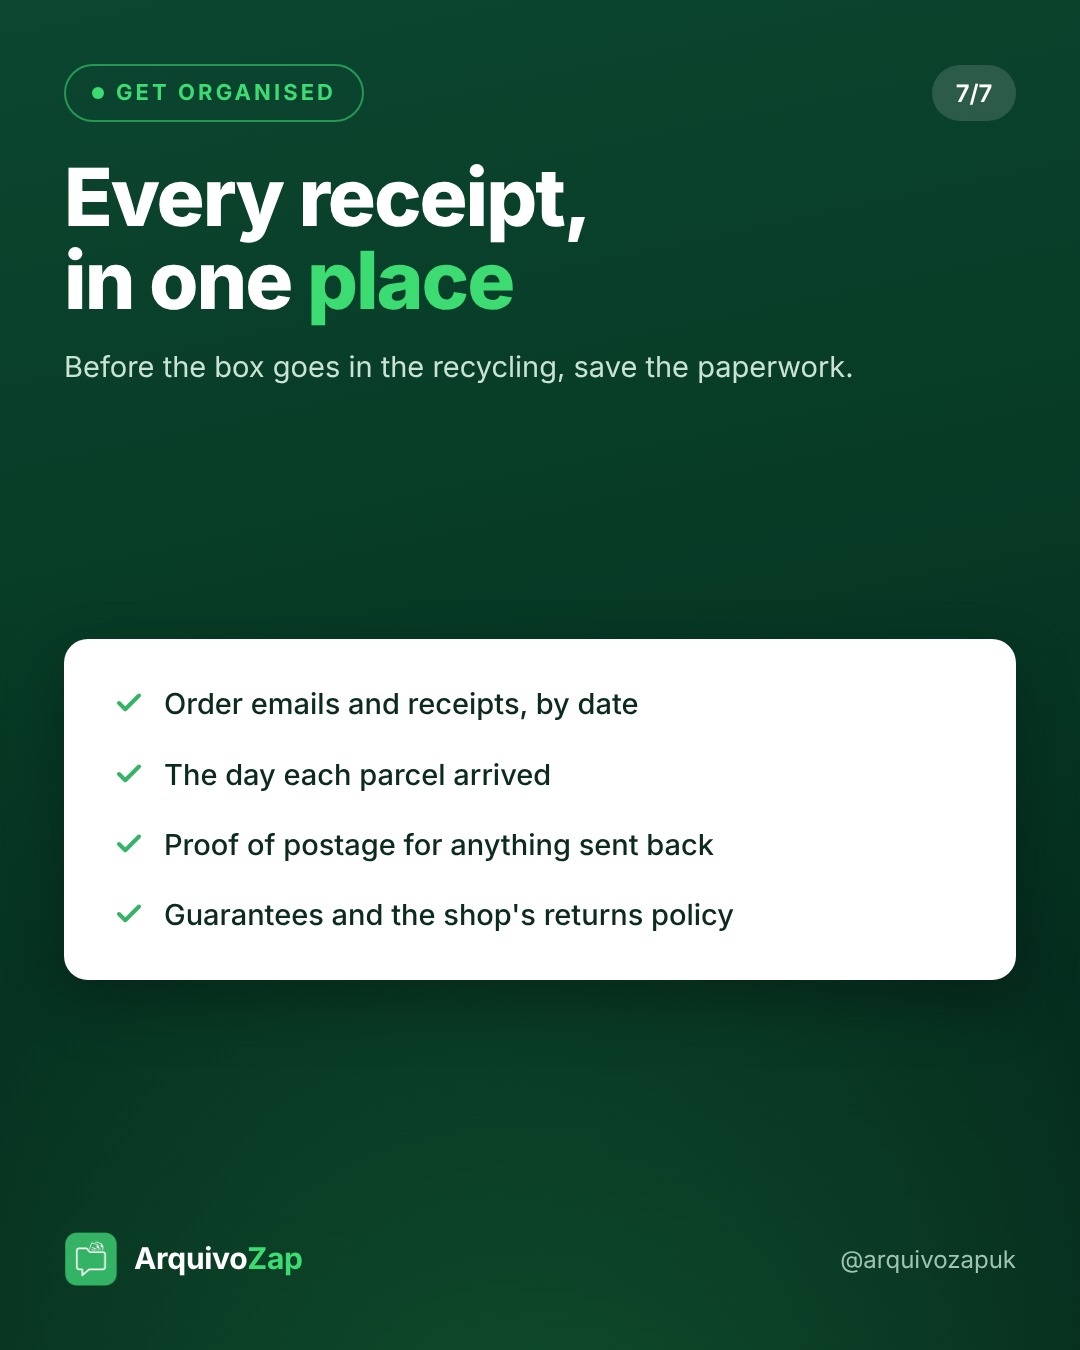 GET ORGANISED
7/7
Every receipt,
in one place
Before the box goes in the recycling, save the paperwork.
Order emails and receipts, by date
The day each parcel arrived
Proof of postage for anything sent back
Guarantees and the shop's returns policy
ArquivoZap
@arquivozapuk